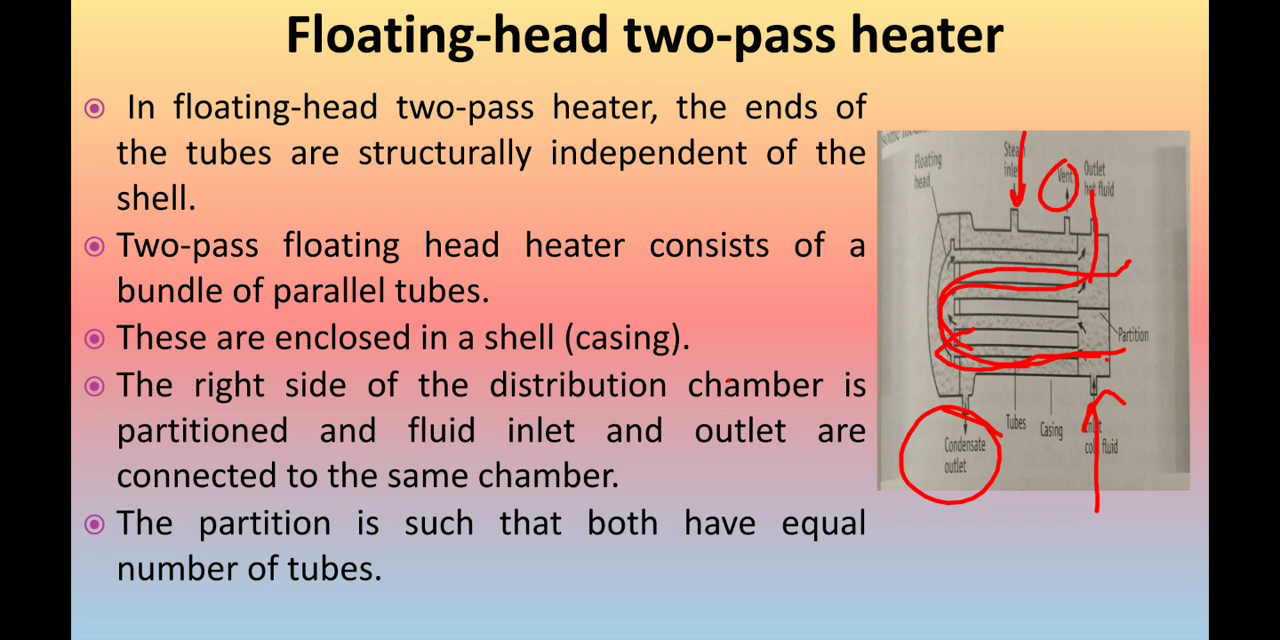 Floating-head two-pass heater
In floating-head two-pass heater, the ends of
the tubes are structurally independent of the
shell.
Two-pass floating head heater consists of a
bundle of parallel tubes.
These are enclosed in a shell (casing).
The right side of the distribution chamber is
partitioned and fluid inlet and outlet are
connected to the same chamber.
The partition is such that both have equal
number of tubes.
Floating
head
Steam
inlet
Vent
Outlet
hot fluid
Partition
Tubes
Casing
Inlet
cold fluid
Condensate
outlet